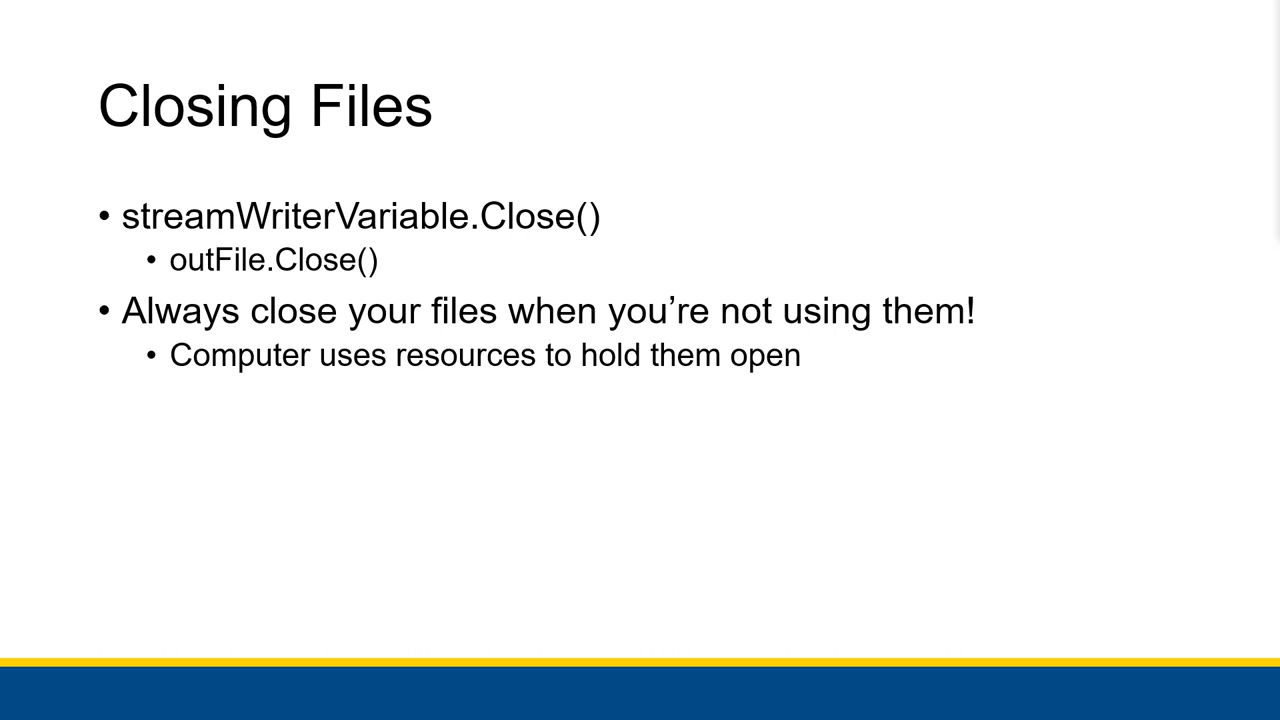 Closing Files
• streamWriterVariable.Close()
• outFile.Close()
• Always close your files when you’re not using them!
• Computer uses resources to hold them open